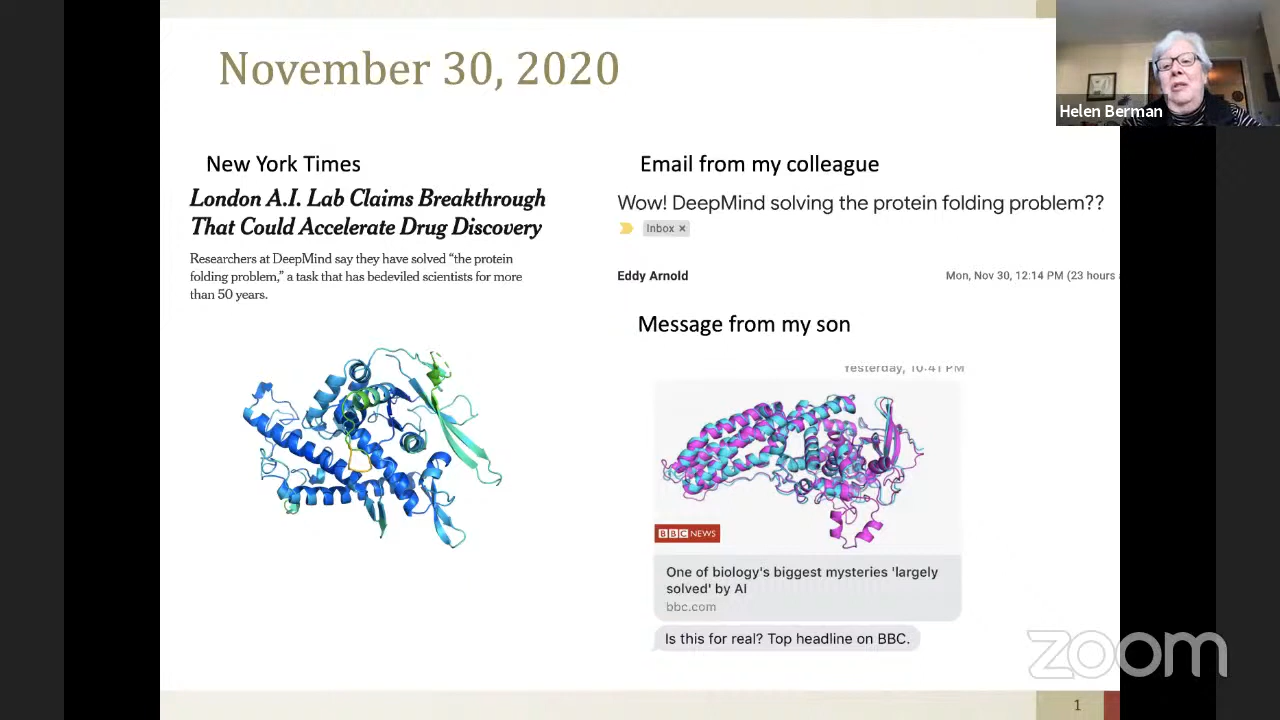 November 30, 2020
Helen Berman
New York Times
London A.I. Lab Claims Breakthrough
That Could Accelerate Drug Discovery
Researchers at DeepMind say they have solved “the protein
folding problem,” a task that has bedeviled scientists for more
than 50 years.
Email from my colleague
Wow! DeepMind solving the protein folding problem??
Inbox ×
Eddy Arnold
Mon, Nov 30, 12:14 PM (23 hours
Message from my son
Yesterday, 10:41 PM
BBC NEWS
One of biology's biggest mysteries 'largely
solved' by AI
bbc.com
Is this for real? Top headline on BBC.
zoom
1